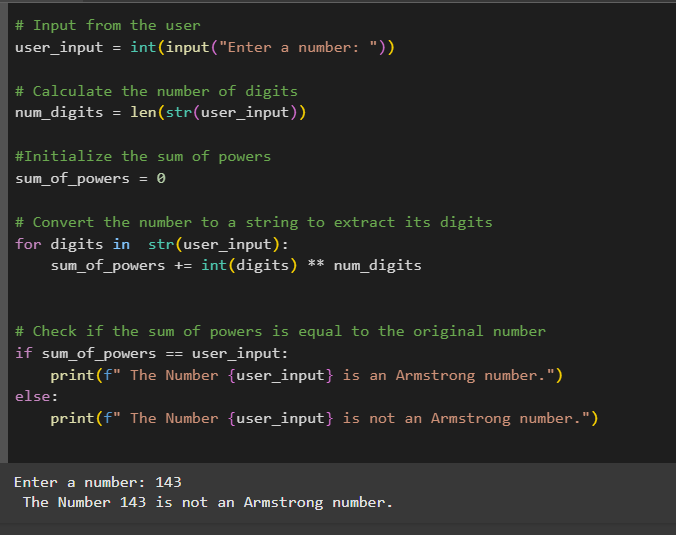 # Input from the user
user_input = int(input("Enter a number: "))
# Calculate the number of digits
num_digits = len(str(user_input))
#Initialize the sum of powers
sum_of_powers = 0
# Convert the number to a string to extract its digits
for digits in  str(user_input):
    sum_of_powers += int(digits) ** num_digits
# Check if the sum of powers is equal to the original number
if sum_of_powers == user_input:
    print(f" The Number {user_input} is an Armstrong number.")
else:
    print(f" The Number {user_input} is not an Armstrong number.")
Enter a number: 143
 The Number 143 is not an Armstrong number.